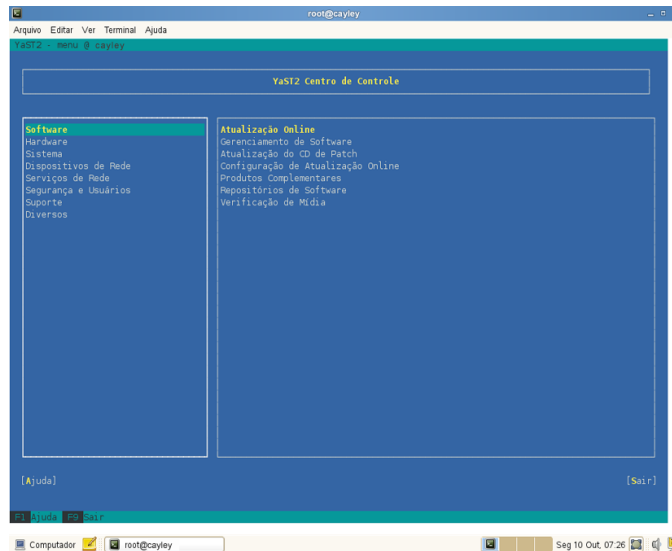 root@cayley
Arquivo Editar Ver Terminal Ajuda
YaST2 - menu @ cayley
YaST2 Centro de Controle
Software
Hardware
Sistema
Dispositivos de Rede
Serviços de Rede
Segurança e Usuários
Suporte
Diversos
Atualização Online
Gerenciamento de Software
Atualização do CD de Patch
Configuração de Atualização Online
Produtos Complementares
Repositórios de Software
Verificação de Mídia
[Ajuda] [Sair]
F1 Ajuda F9 Sair
Computador root@cayley Seg 10 Out, 07:26